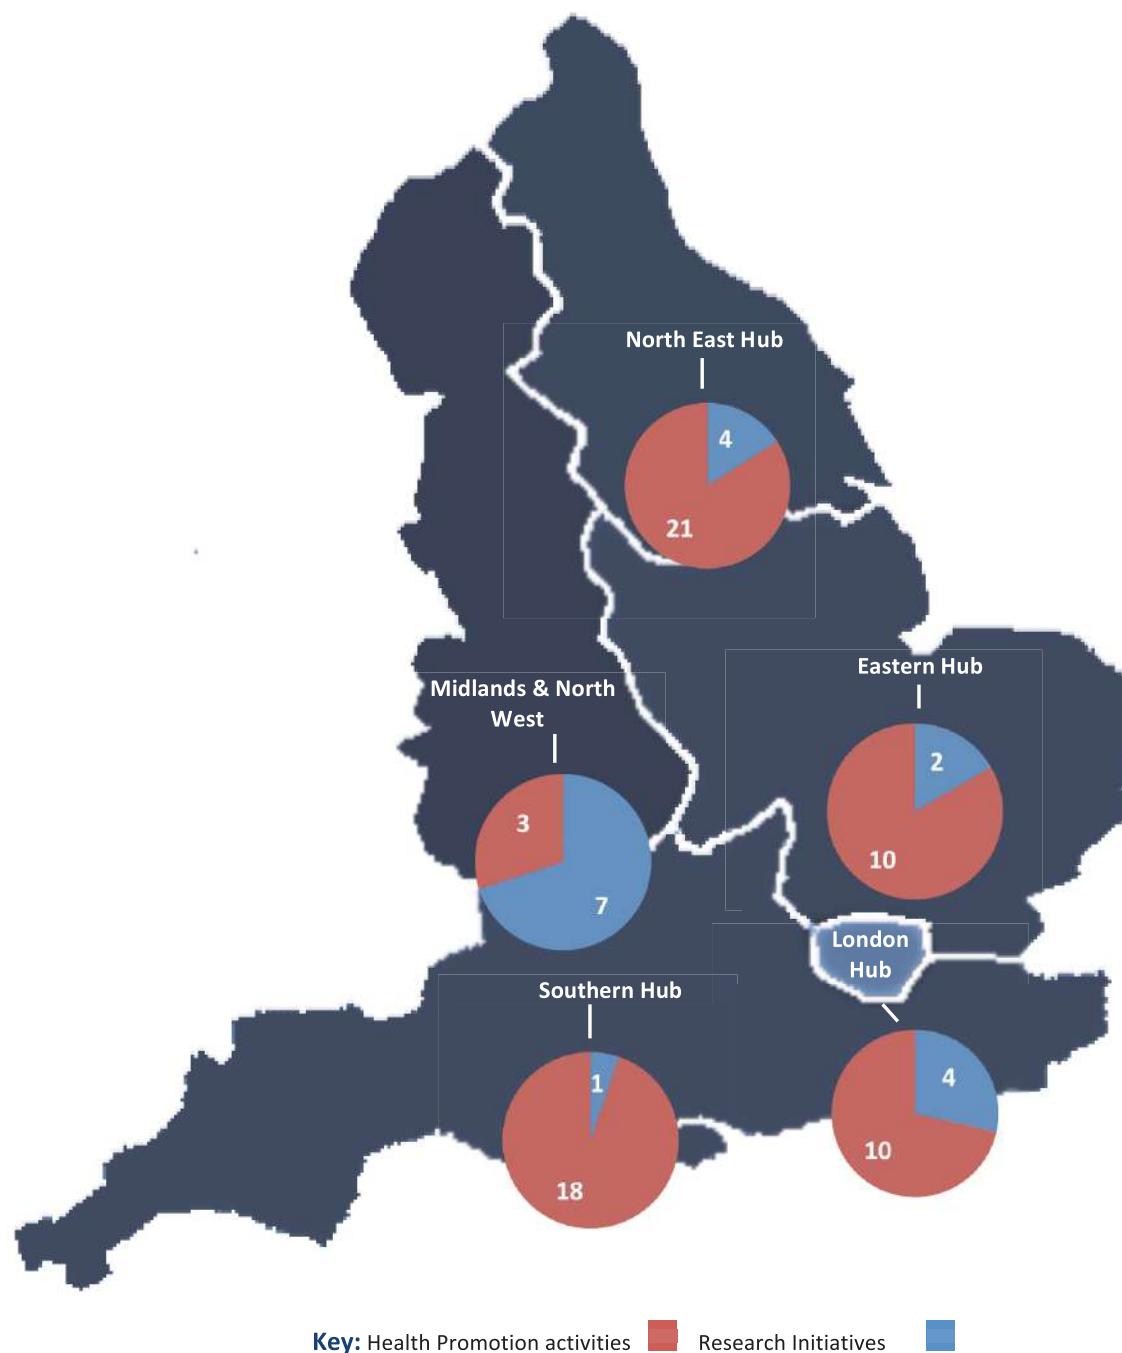 North East Hub
4
21
Eastern Hub
2
10
Midlands & North
West
3
7
London
Hub
4
10
Southern Hub
1
18
Key: Health Promotion activities Research Initiatives